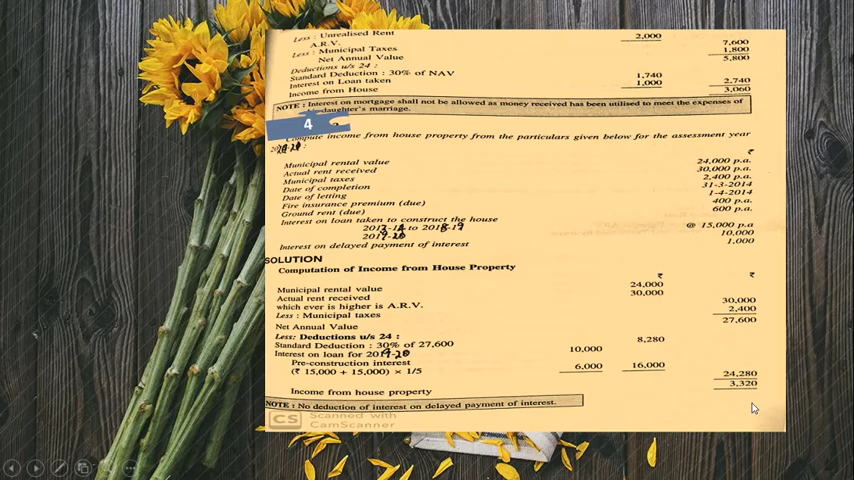 Less : Unrealised Rent 2,000
A.R.V. 7,600
Less : Municipal Taxes 1,800
Net Annual Value 5,800
Deductions u/s 24 :
Standard Deduction : 30% of NAV 1,740
Interest on Loan taken 1,000 2,740
Income from House 3,060
NOTE : Interest on mortgage shall not be allowed as money received has been utilised to meet the expenses of
daughter's marriage.
4
Compute income from house property from the particulars given below for the assessment year
₹
Municipal rental value 24,000 p.a.
Actual rent received 30,000 p.a.
Municipal taxes 2,400 p.a.
Date of completion 31-3-2014
Date of letting 1-4-2014
Fire insurance premium (due) 400 p.a.
Ground rent (due) 600 p.a.
Interest on loan taken to construct the house
2013-14 to 2018-19 @ 15,000 p.a
2019-20 10,000
Interest on delayed payment of interest 1,000
SOLUTION
Computation of Income from House Property
₹ ₹
Municipal rental value 24,000
Actual rent received 30,000
which ever is higher is A.R.V. 30,000
Less : Municipal taxes 2,400
Net Annual Value 27,600
Less: Deductions u/s 24 :
Standard Deduction : 30% of 27,600 8,280
Interest on loan for 2019-20 10,000
Pre-construction interest
(₹ 15,000 + 15,000) × 1/5 6,000 16,000 24,280
Income from house property 3,320
NOTE : No deduction of interest on delayed payment of interest.
CS Scanned with
CamScanner